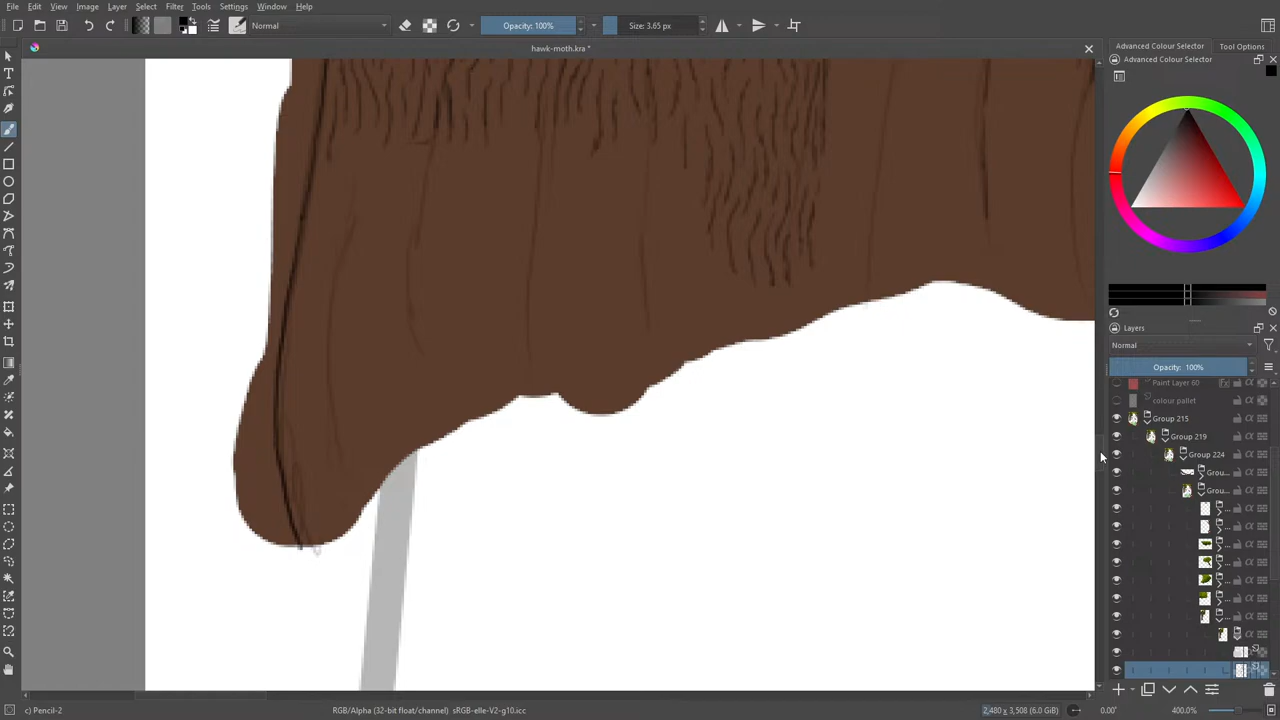 File Edit View Image Layer Select Filter Tools Settings Window Help
Normal Opacity: 100% Size: 3.65 px
hawk-moth.kra *
Advanced Colour Selector Tool Options
Advanced Colour Selector
Layers
Normal
Opacity: 100%
Paint Layer 60
colour pallet
Group 215
Group 219
Group 224
Grou...
Grou...
c) Pencil-2 RGB/Alpha (32-bit float/channel) sRGB-elle-V2-g10.icc 2,480 x 3,508 (6.0 GiB) 0.00° 400.0%